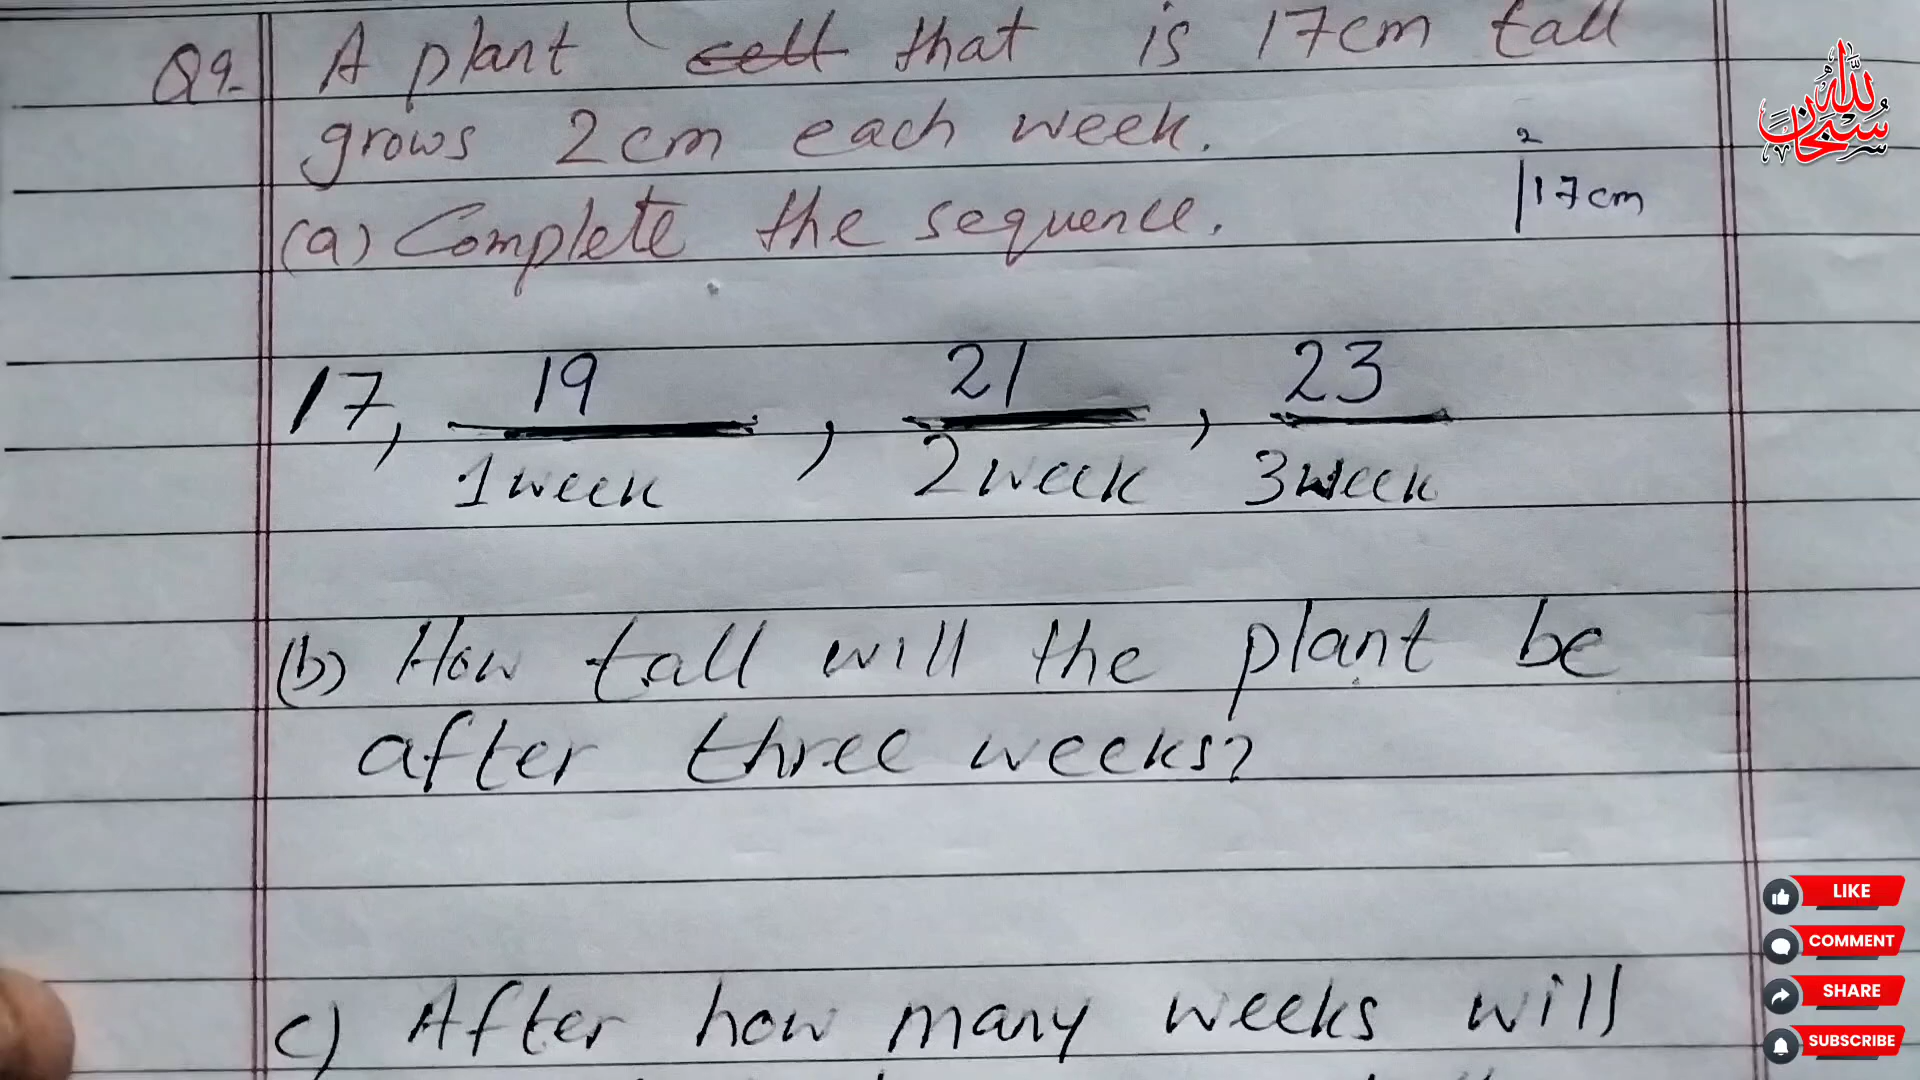 Q9. A plant cell that is 17cm tall
grows 2cm each week.
2
17cm
(a) Complete the sequence.
17, 19, 21, 23
1 week 2 week 3 week
(b) How tall will the plant be
after three weeks?
c) After how many weeks will
سبحان الله
LIKE
COMMENT
SHARE
SUBSCRIBE